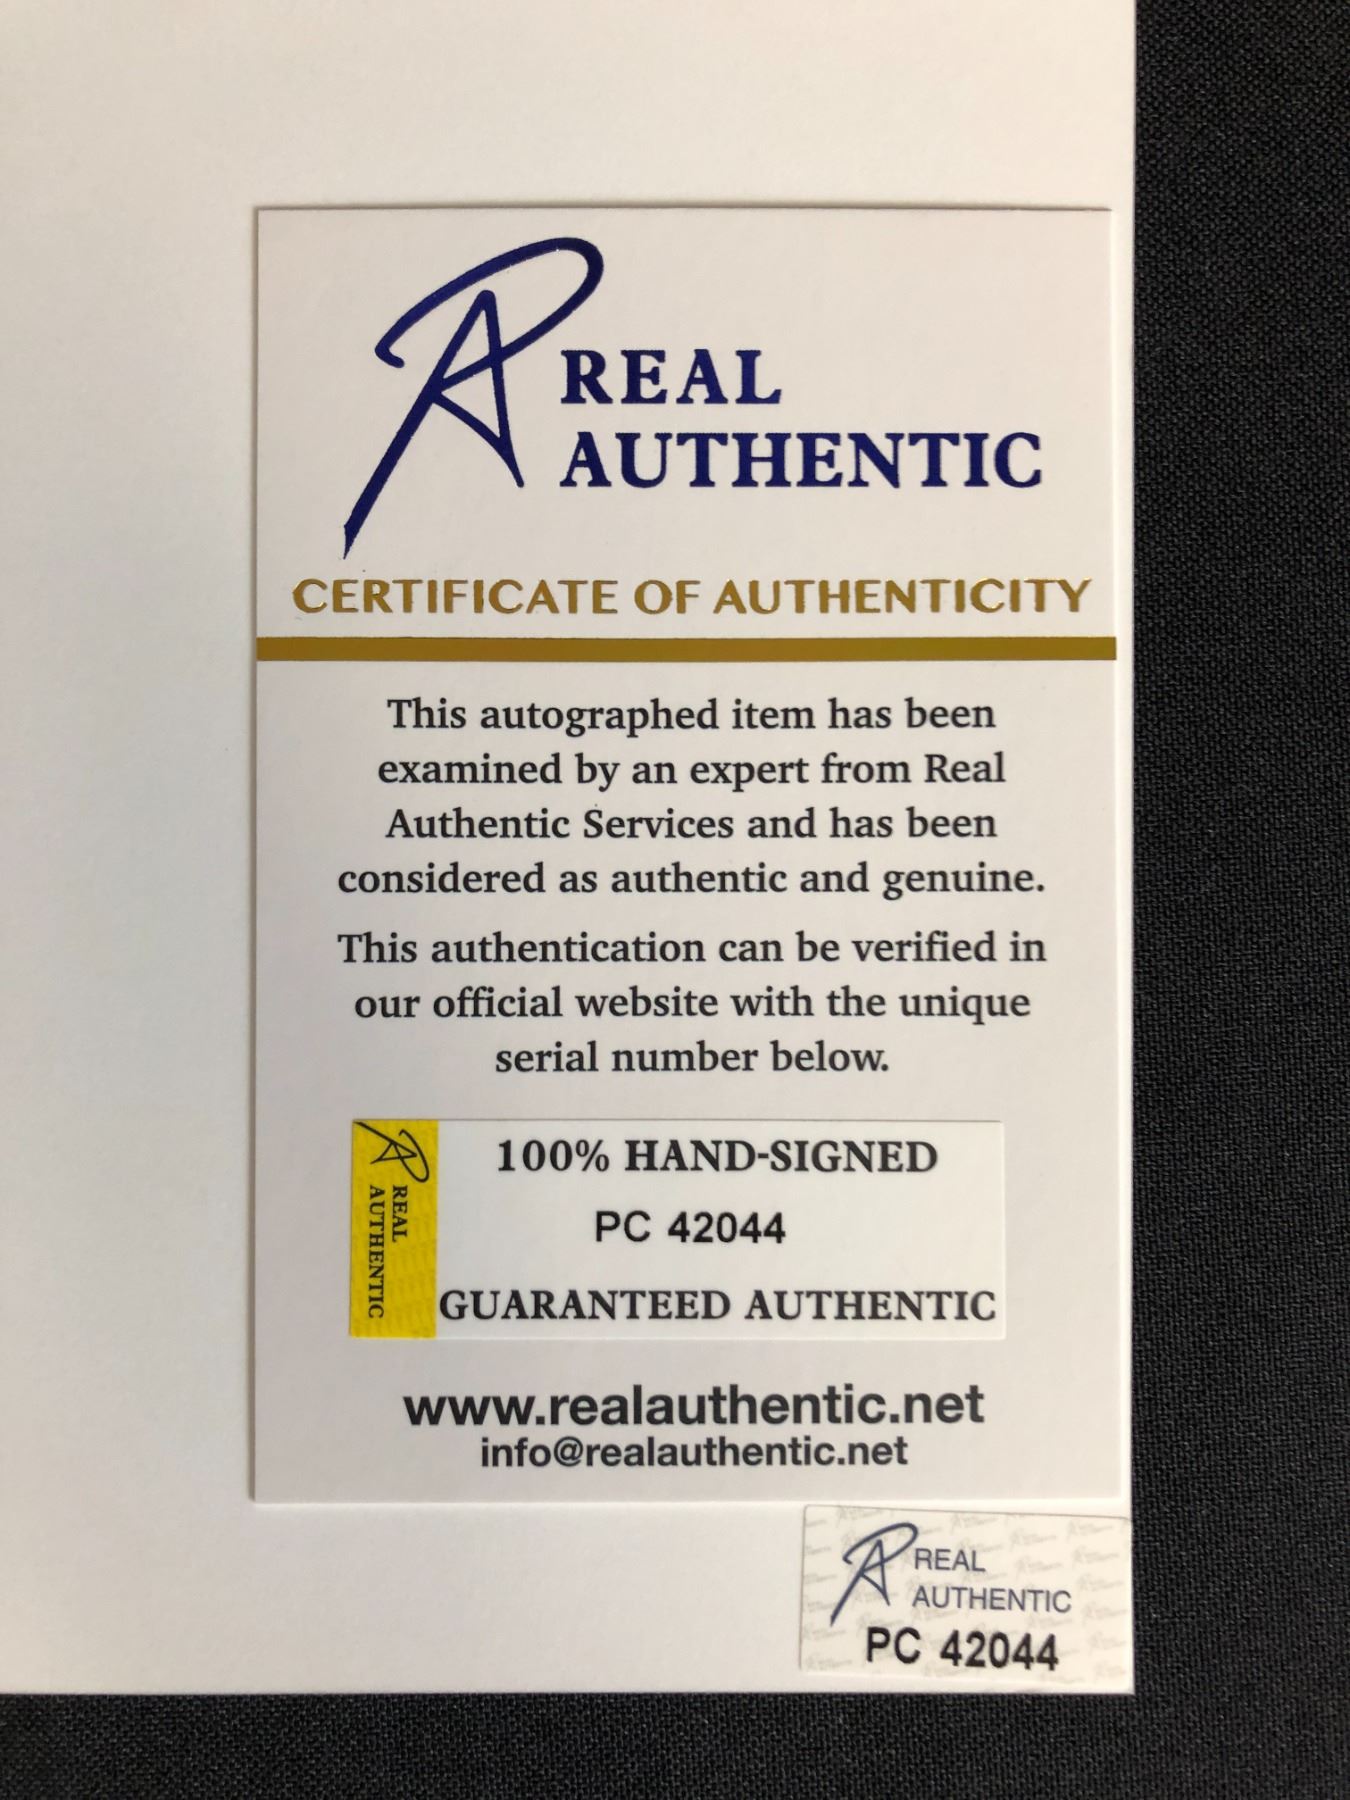 REAL
AUTHENTIC
CERTIFICATE OF AUTHENTICITY
This autographed item has been
examined by an expert from Real
Authentic Services and has been
considered as authentic and genuine.
This authentication can be verified in
our official website with the unique
serial number below.
REAL
AUTHENTIC
100% HAND-SIGNED
PC 42044
GUARANTEED AUTHENTIC
www.realauthentic.net
info@realauthentic.net
REAL
AUTHENTIC
PC 42044